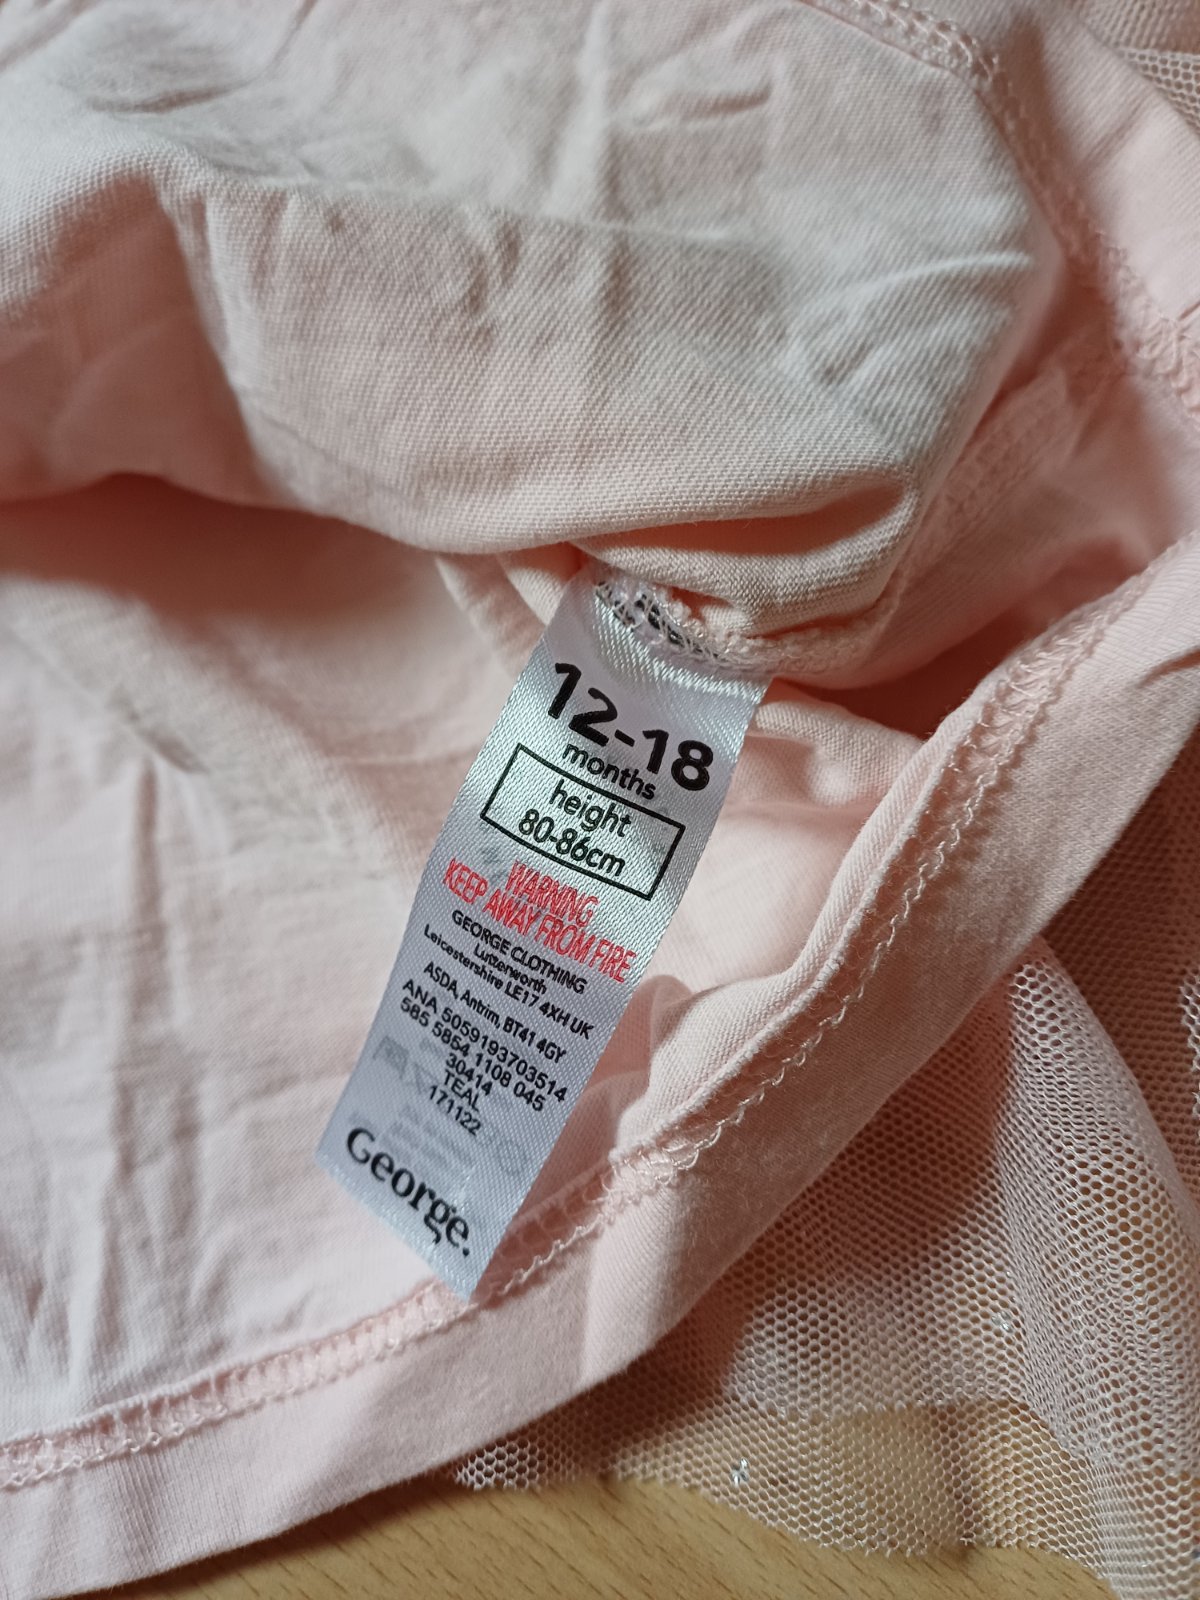 12-18
months
height
80-86cm
WARNING
KEEP AWAY FROM FIRE
GEORGE CLOTHING
Lutterworth
Leicestershire LE17 4XH UK
ASDA, Antrim, BT41 4GY
ANA 5059193703514
585 5854 1108 045
30414
TEAL
171122
George.